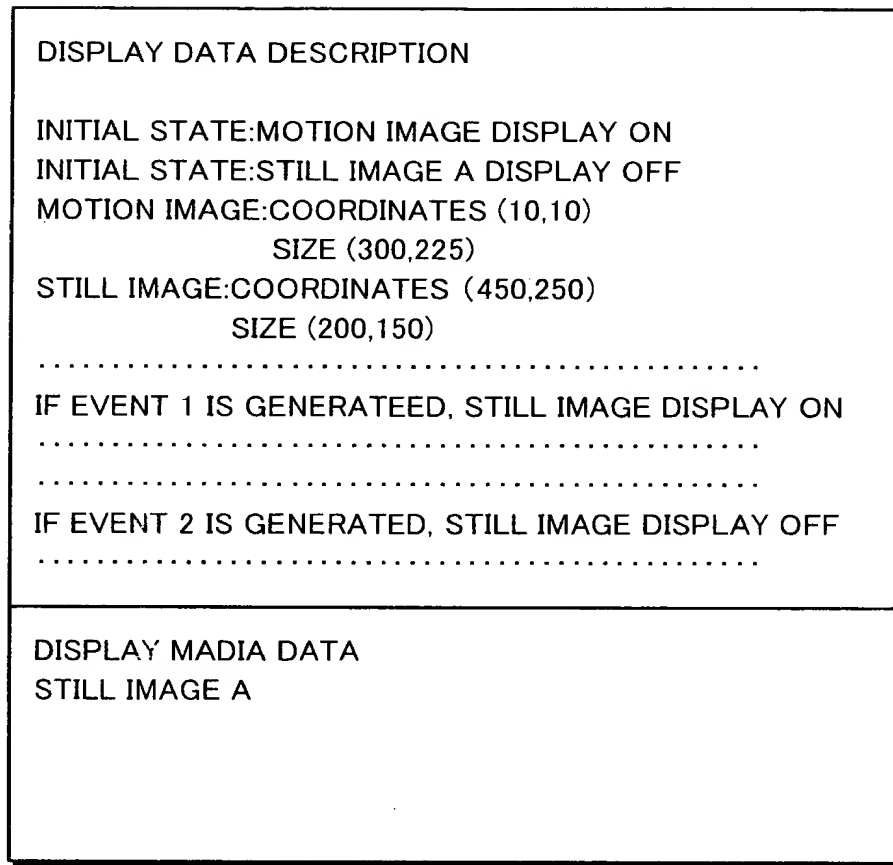 DISPLAY DATA DESCRIPTION
INITIAL STATE:MOTION IMAGE DISPLAY ON
INITIAL STATE:STILL IMAGE A DISPLAY OFF
MOTION IMAGE:COORDINATES (10,10)
SIZE (300,225)
STILL IMAGE:COORDINATES (450,250)
SIZE (200,150)
..................................................
IF EVENT 1 IS GENERATEED, STILL IMAGE DISPLAY ON
..................................................
..................................................
IF EVENT 2 IS GENERATED, STILL IMAGE DISPLAY OFF
..................................................
DISPLAY MADIA DATA
STILL IMAGE A